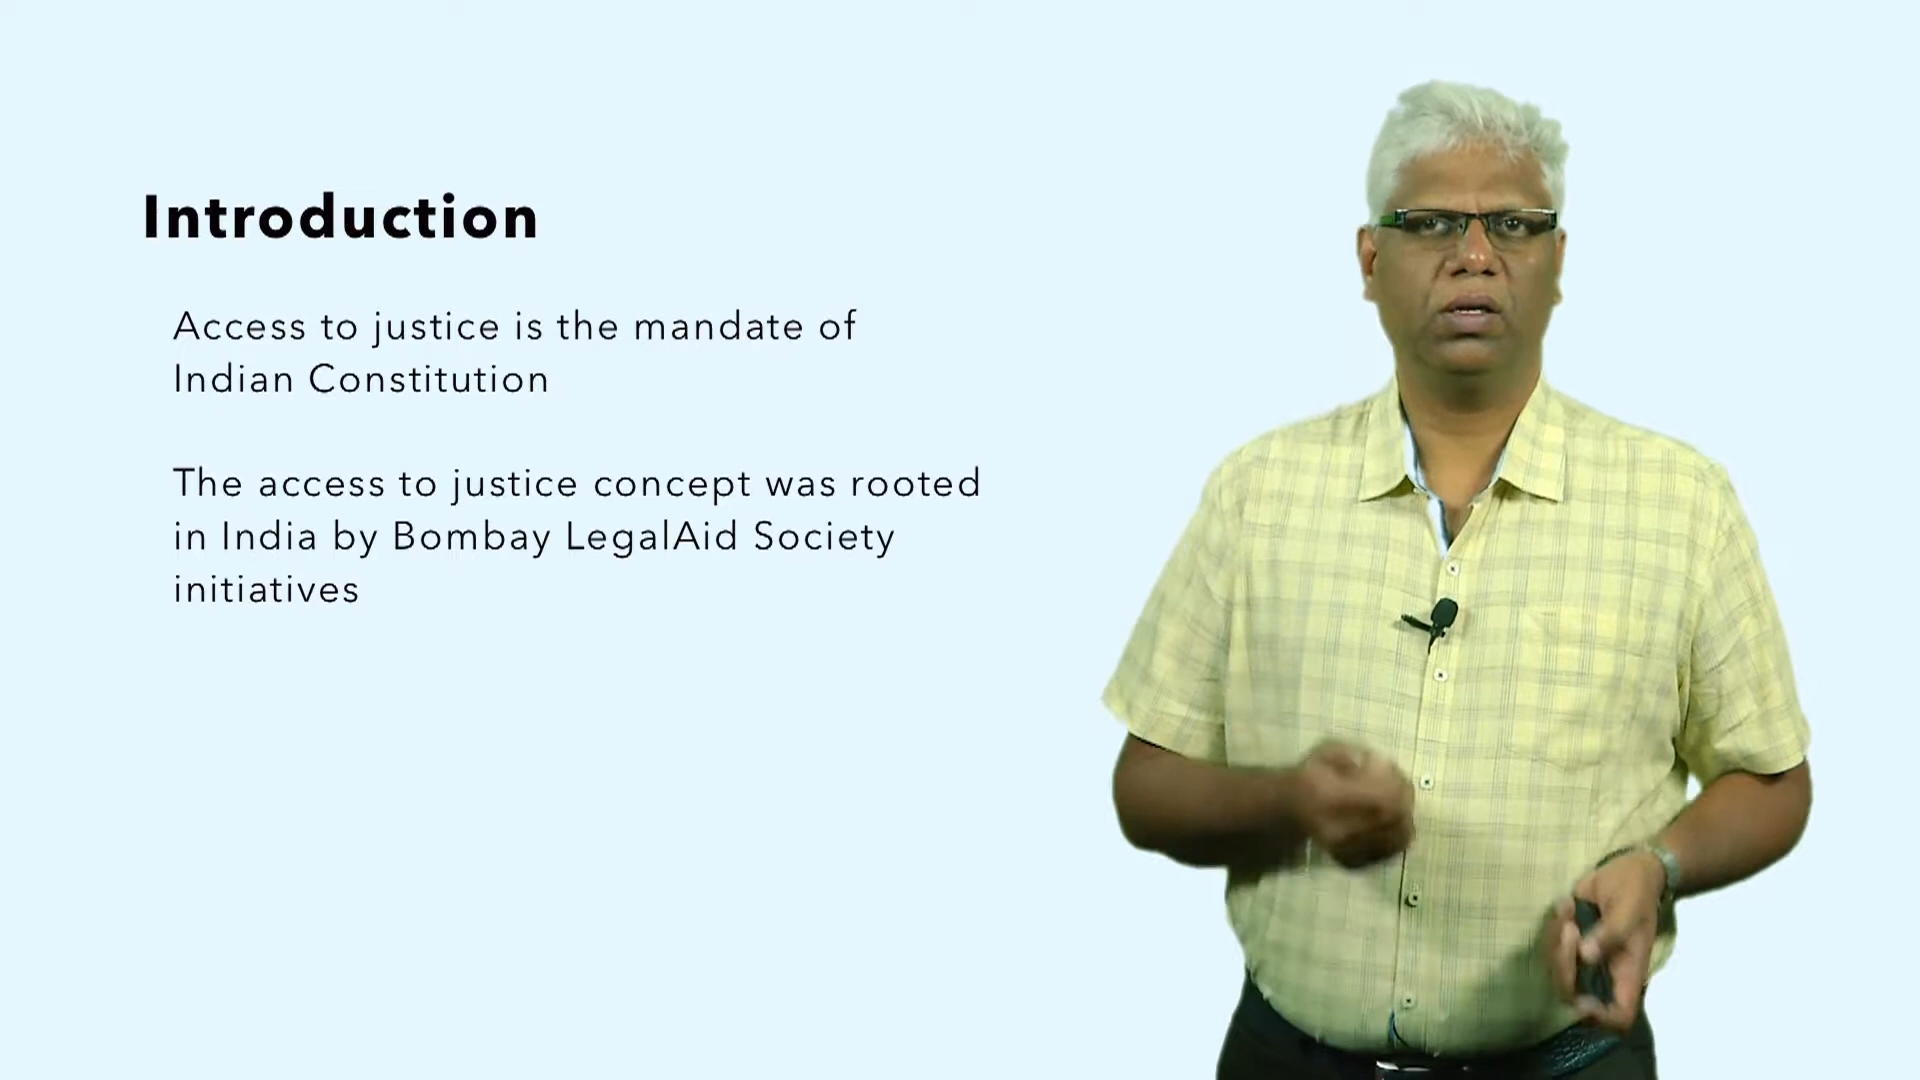 Introduction
Access to justice is the mandate of
Indian Constitution
The access to justice concept was rooted
in India by Bombay LegalAid Society
initiatives